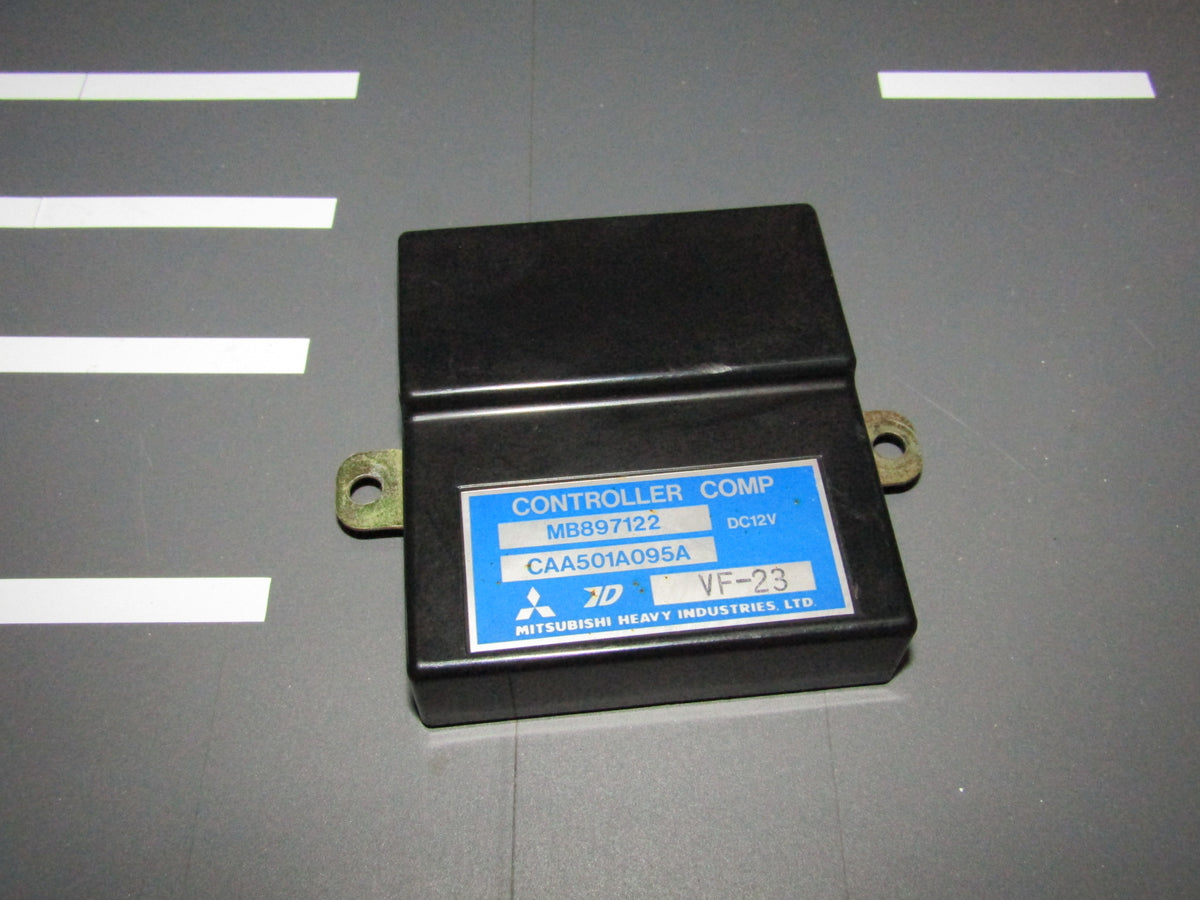 CONTROLLER COMP
MB897122 DC12V
CAA501A095A
VF-23
MITSUBISHI HEAVY INDUSTRIES, LTD.